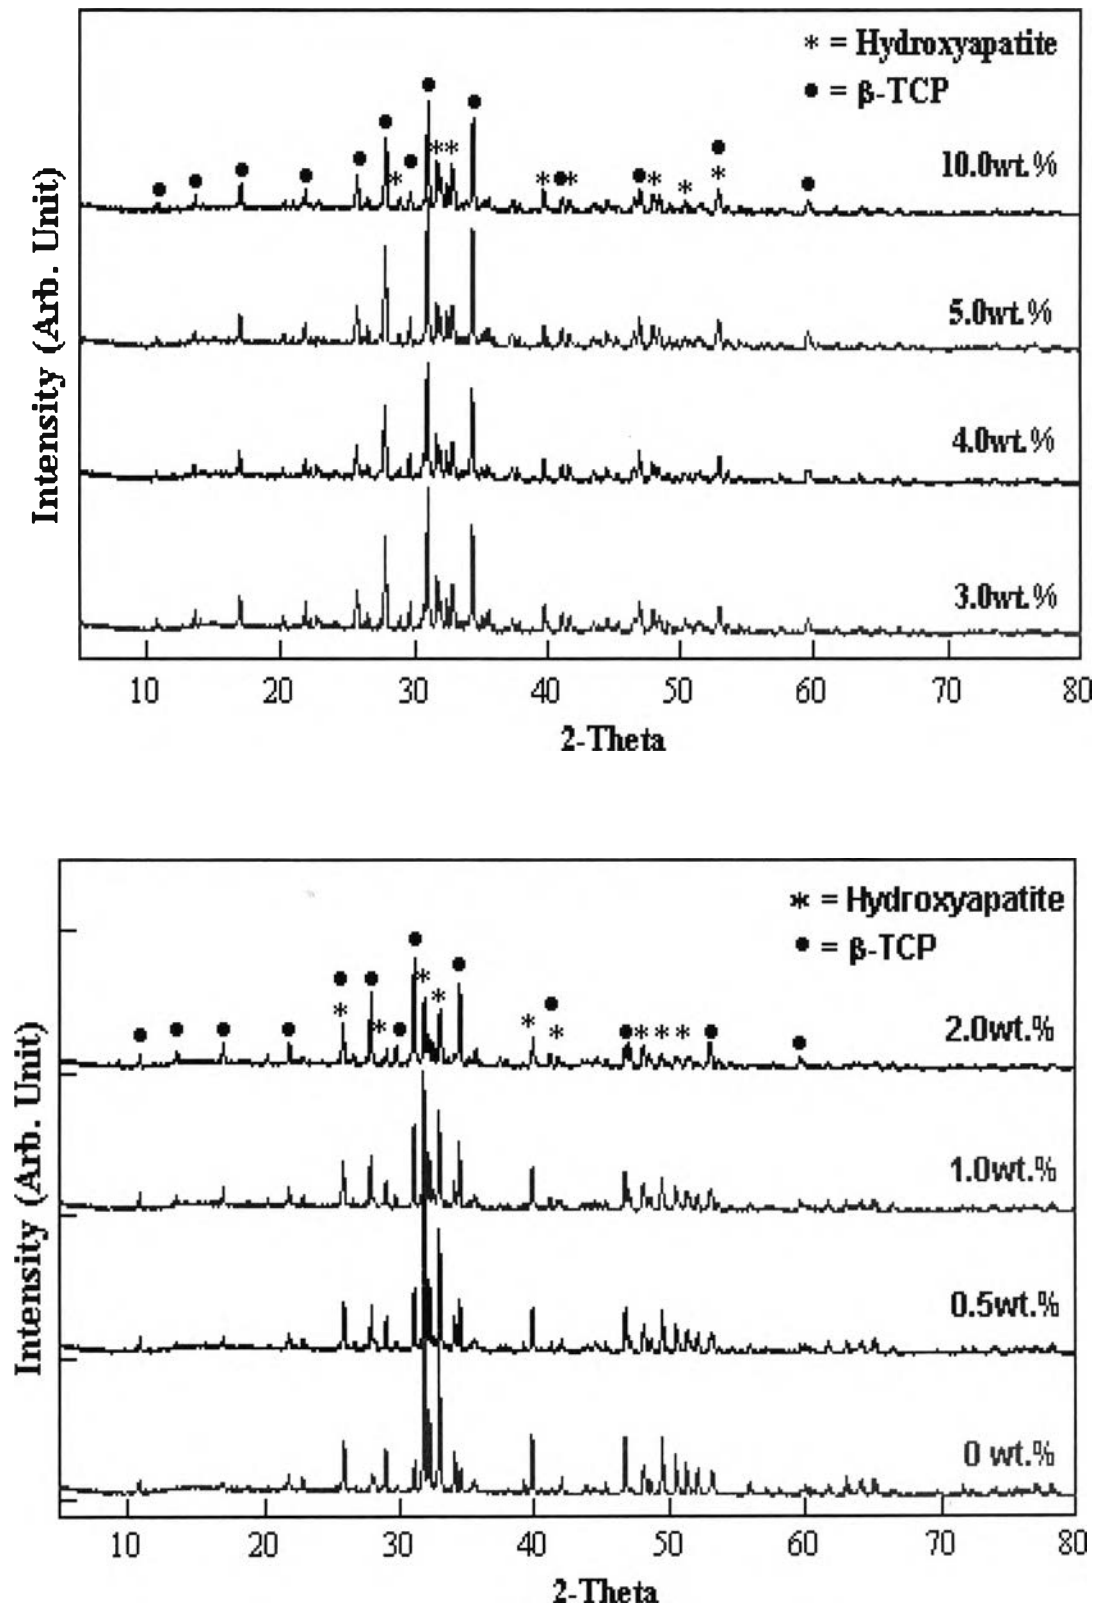 * = Hydroxyapatite
● = β-TCP
10.0wt.%
5.0wt.%
4.0wt.%
3.0wt.%
Intensity (Arb. Unit)
10 20 30 40 50 60 70 80
2-Theta
* = Hydroxyapatite
● = β-TCP
2.0wt.%
1.0wt.%
0.5wt.%
0 wt.%
Intensity (Arb. Unit)
10 20 30 40 50 60 70 80
2-Theta